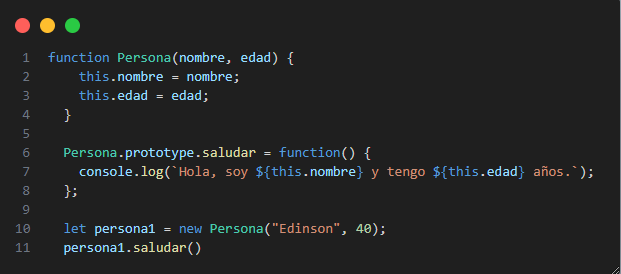 1 function Persona(nombre, edad) {
2     this.nombre = nombre;
3     this.edad = edad;
4   }
5
6   Persona.prototype.saludar = function() {
7     console.log(`Hola, soy ${this.nombre} y tengo ${this.edad} años.`);
8   };
9
10   let persona1 = new Persona("Edinson", 40);
11   persona1.saludar()